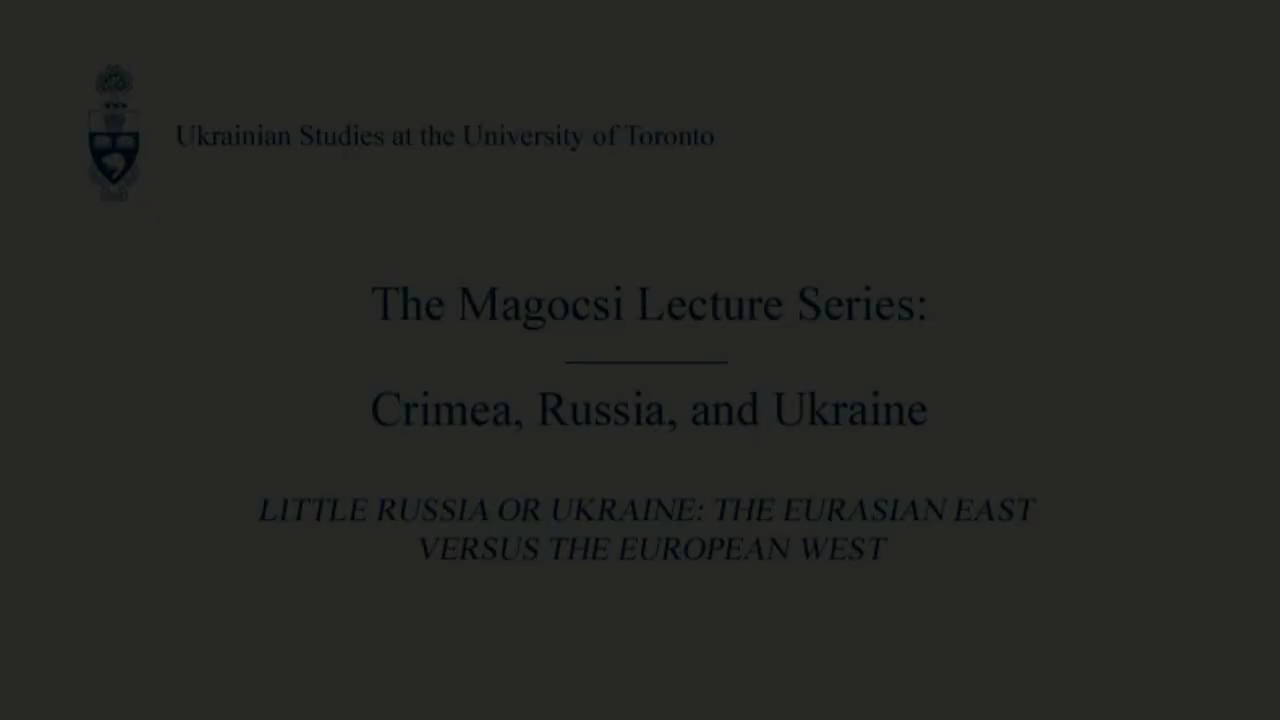 Ukrainian Studies at the University of Toronto
The Magocsi Lecture Series:
Crimea, Russia, and Ukraine
LITTLE RUSSIA OR UKRAINE: THE EURASIAN EAST
VERSUS THE EUROPEAN WEST